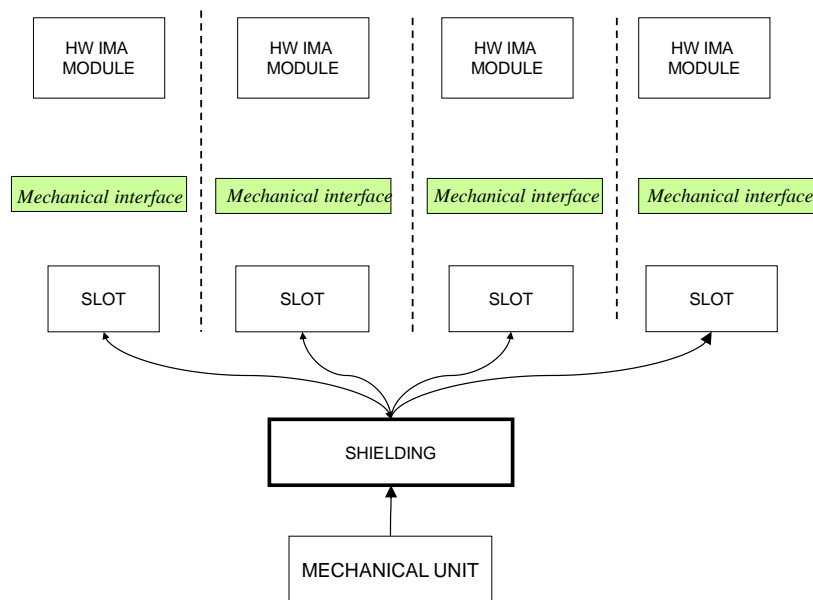 HW IMA
MODULE
HW IMA
MODULE
HW IMA
MODULE
HW IMA
MODULE
Mechanical interface
Mechanical interface
Mechanical interface
Mechanical interface
SLOT
SLOT
SLOT
SLOT
SHIELDING
MECHANICAL UNIT